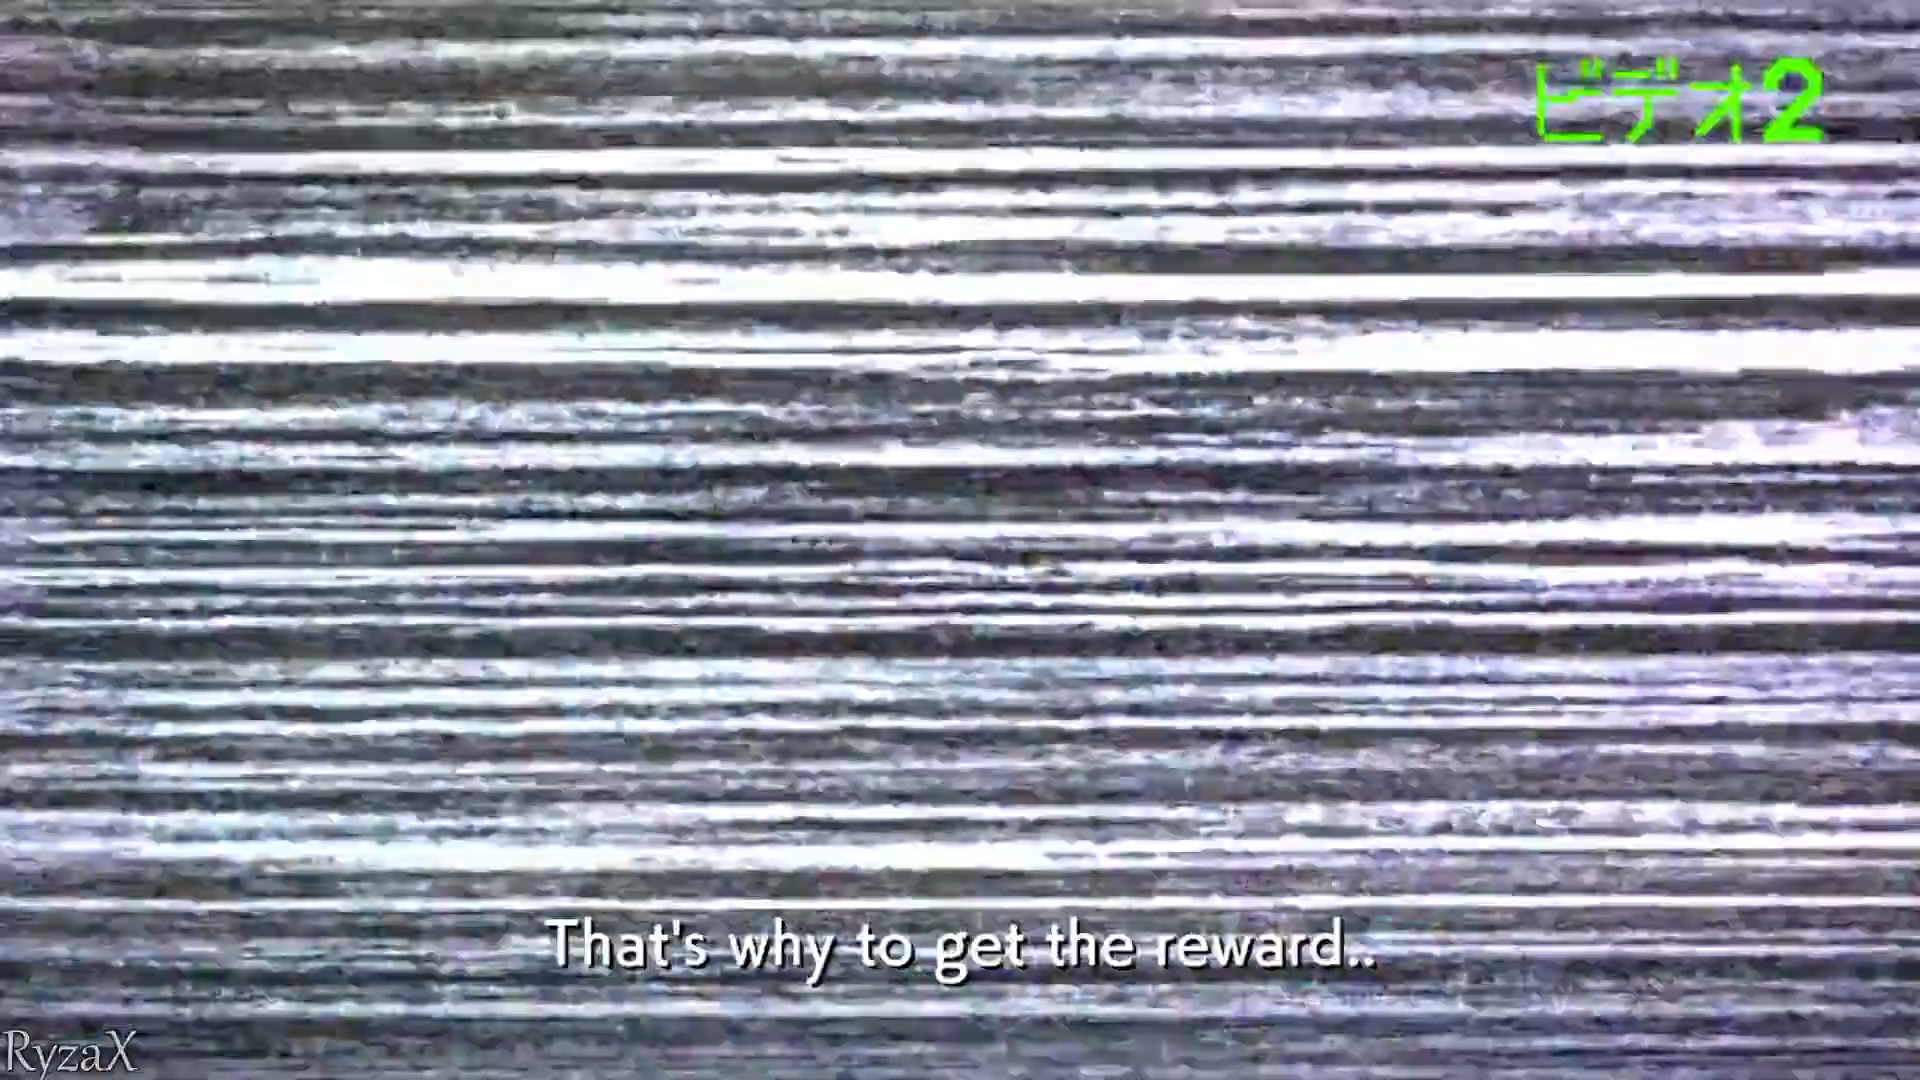 ビデオ2
That's why to get the reward..
RyzaX